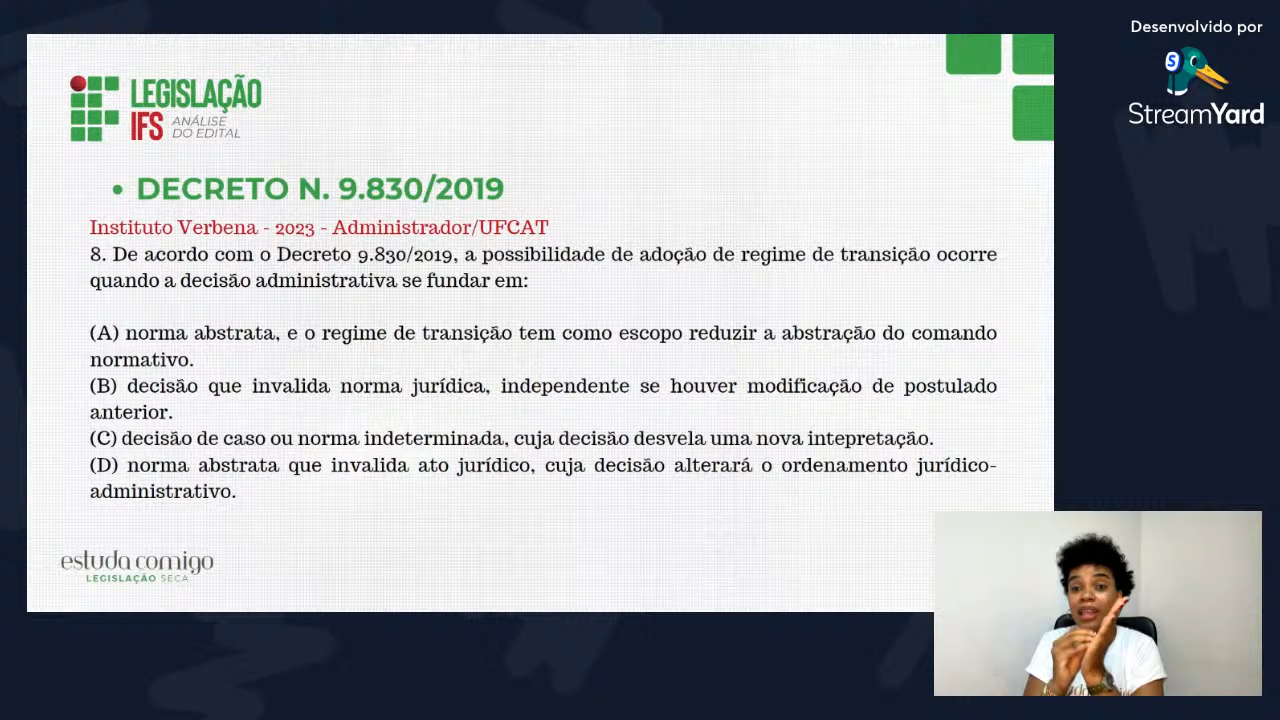 Desenvolvido por
StreamYard
LEGISLAÇÃO
IFS ANÁLISE
DO EDITAL
• DECRETO N. 9.830/2019
Instituto Verbena - 2023 - Administrador/UFCAT
8. De acordo com o Decreto 9.830/2019, a possibilidade de adoção de regime de transição ocorre
quando a decisão administrativa se fundar em:
(A) norma abstrata, e o regime de transição tem como escopo reduzir a abstração do comando
normativo.
(B) decisão que invalida norma jurídica, independente se houver modificação de postulado
anterior.
(C) decisão de caso ou norma indeterminada, cuja decisão desvela uma nova intepretação.
(D) norma abstrata que invalida ato jurídico, cuja decisão alterará o ordenamento jurídico-
administrativo.
estuda comigo
LEGISLAÇÃO SECA